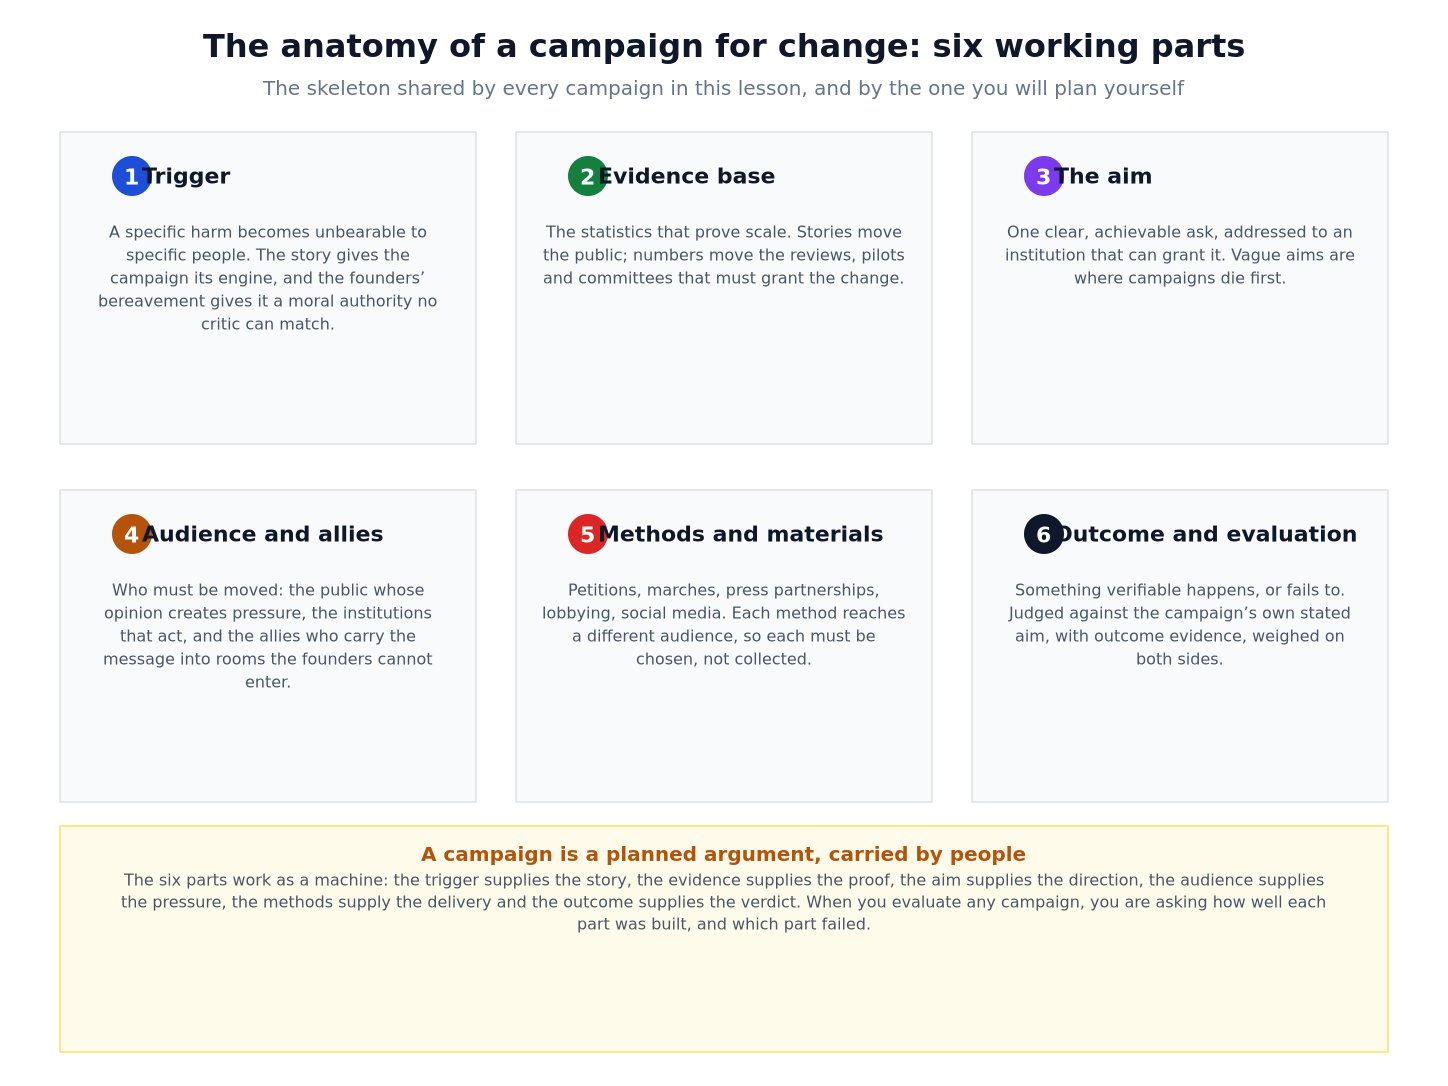 The anatomy of a campaign for change: six working parts
The skeleton shared by every campaign in this lesson, and by the one you will plan yourself
1 Trigger
A specific harm becomes unbearable to
specific people. The story gives the
campaign its engine, and the founders’
bereavement gives it a moral authority no
critic can match.
2 Evidence base
The statistics that prove scale. Stories move
the public; numbers move the reviews, pilots
and committees that must grant the change.
3 The aim
One clear, achievable ask, addressed to an
institution that can grant it. Vague aims are
where campaigns die first.
4 Audience and allies
Who must be moved: the public whose
opinion creates pressure, the institutions
that act, and the allies who carry the
message into rooms the founders cannot
enter.
5 Methods and materials
Petitions, marches, press partnerships,
lobbying, social media. Each method reaches
a different audience, so each must be
chosen, not collected.
6 Outcome and evaluation
Something verifiable happens, or fails to.
Judged against the campaign’s own stated
aim, with outcome evidence, weighed on
both sides.
A campaign is a planned argument, carried by people
The six parts work as a machine: the trigger supplies the story, the evidence supplies the proof, the aim supplies the direction, the audience supplies
the pressure, the methods supply the delivery and the outcome supplies the verdict. When you evaluate any campaign, you are asking how well each
part was built, and which part failed.